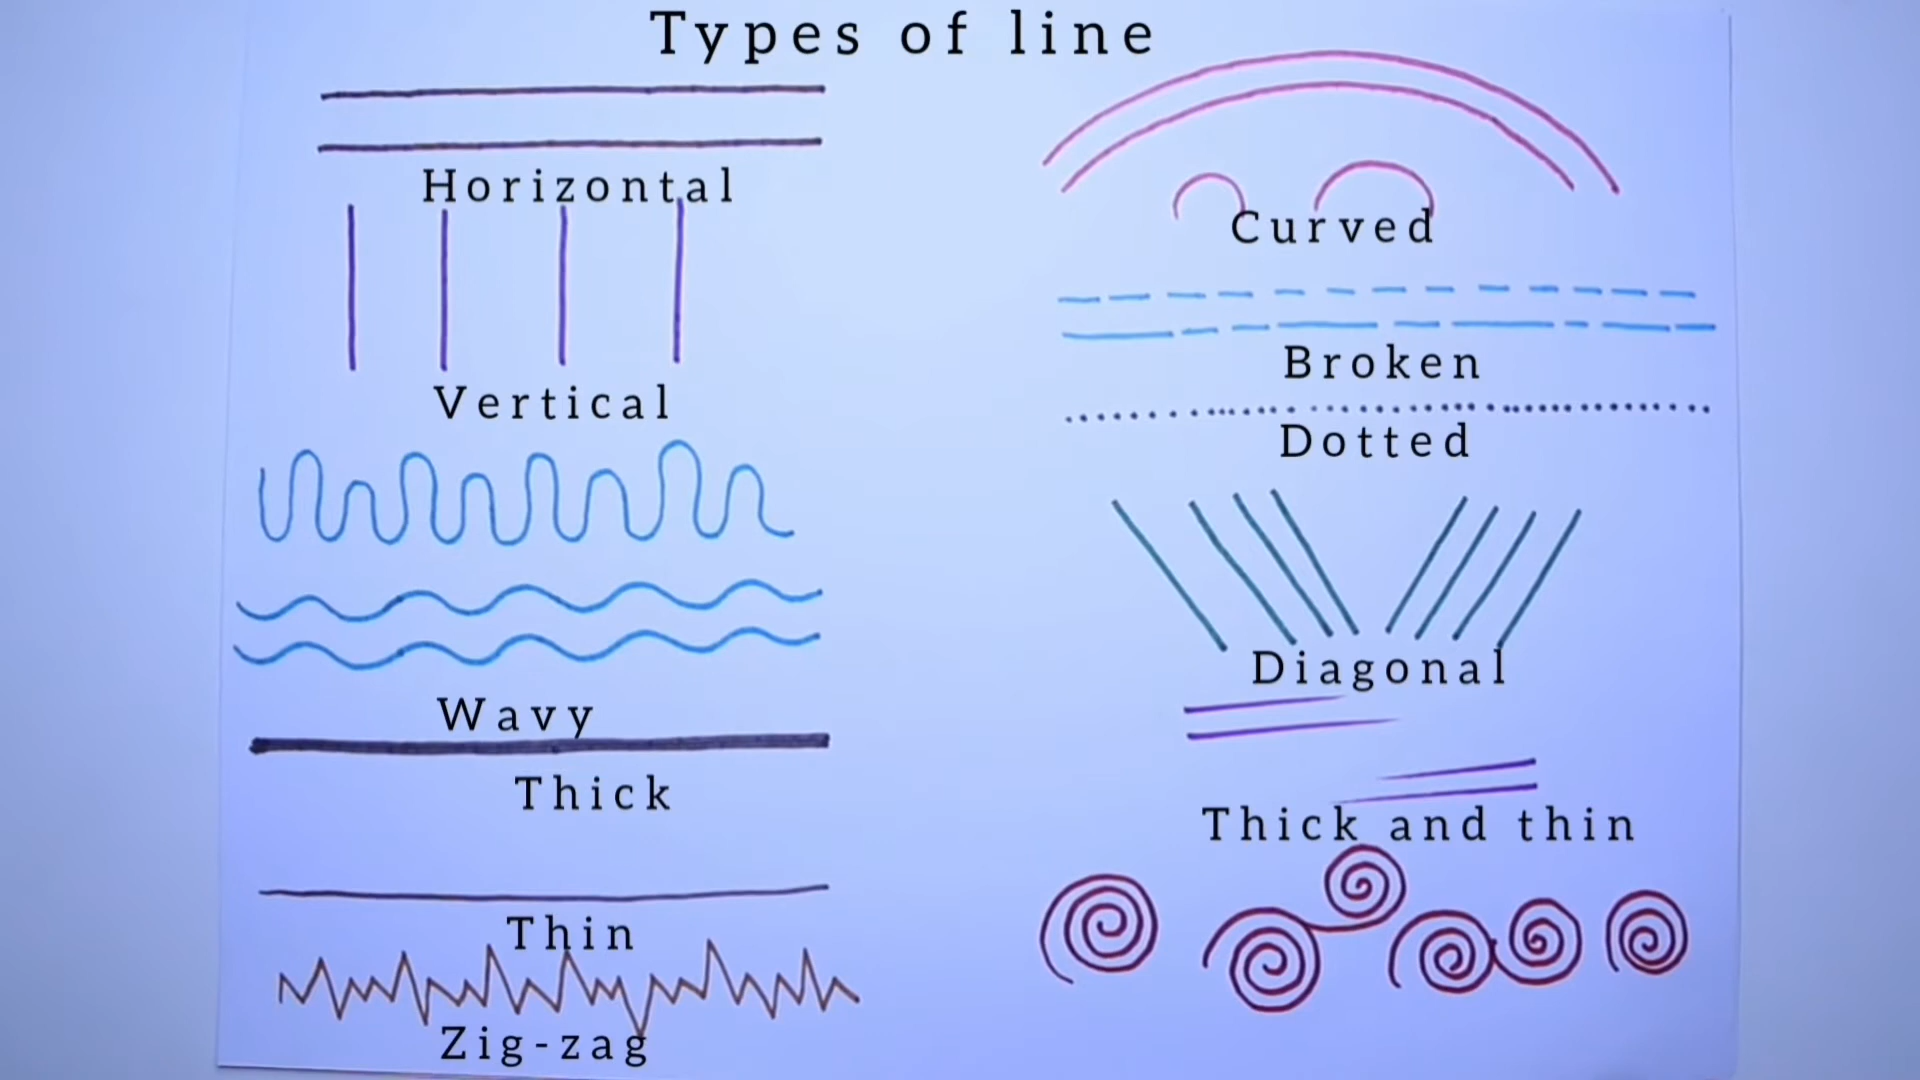 Types of line
Horizontal
Vertical
Wavy
Thick
Thin
Zig-zag
Curved
Broken
Dotted
Diagonal
Thick and thin